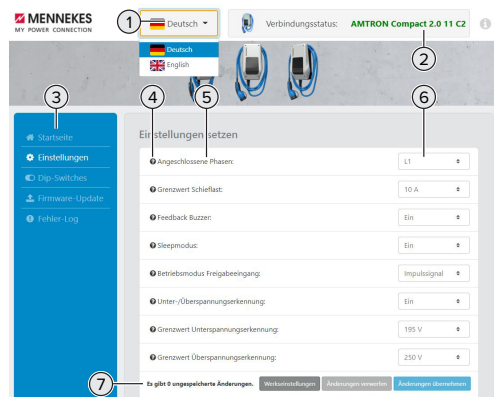 MENNEKES
MY POWER CONNECTION
1
Deutsch
Verbindungsstatus: AMTRON Compact 2.0 11 C2
Deutsch
English
2
3
4
5
6
Startseite
Einstellungen
Dip-Switches
Firmware-Update
Fehler-Log
Einstellungen setzen
Angeschlossene Phasen: L1
Grenzwert Schieflast: 10 A
Feedback Buzzer: Ein
Sleepmodus: Ein
Betriebsmodus Freigabeeingang: Impulssignal
Unter-/Überspannungserkennung: Ein
Grenzwert Unterspannungserkennung: 195 V
Grenzwert Überspannungserkennung: 250 V
7
Es gibt 0 ungespeicherte Änderungen. Werkseinstellungen Änderungen verwerfen Änderungen übernehmen